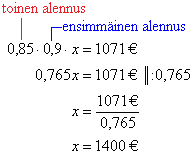 toinen alennus
ensimmäinen alennus
0,85 · 0,9 · x = 1071 €
0,765x = 1071 € ‖:0,765
x = 1071 € / 0,765
x = 1400 €